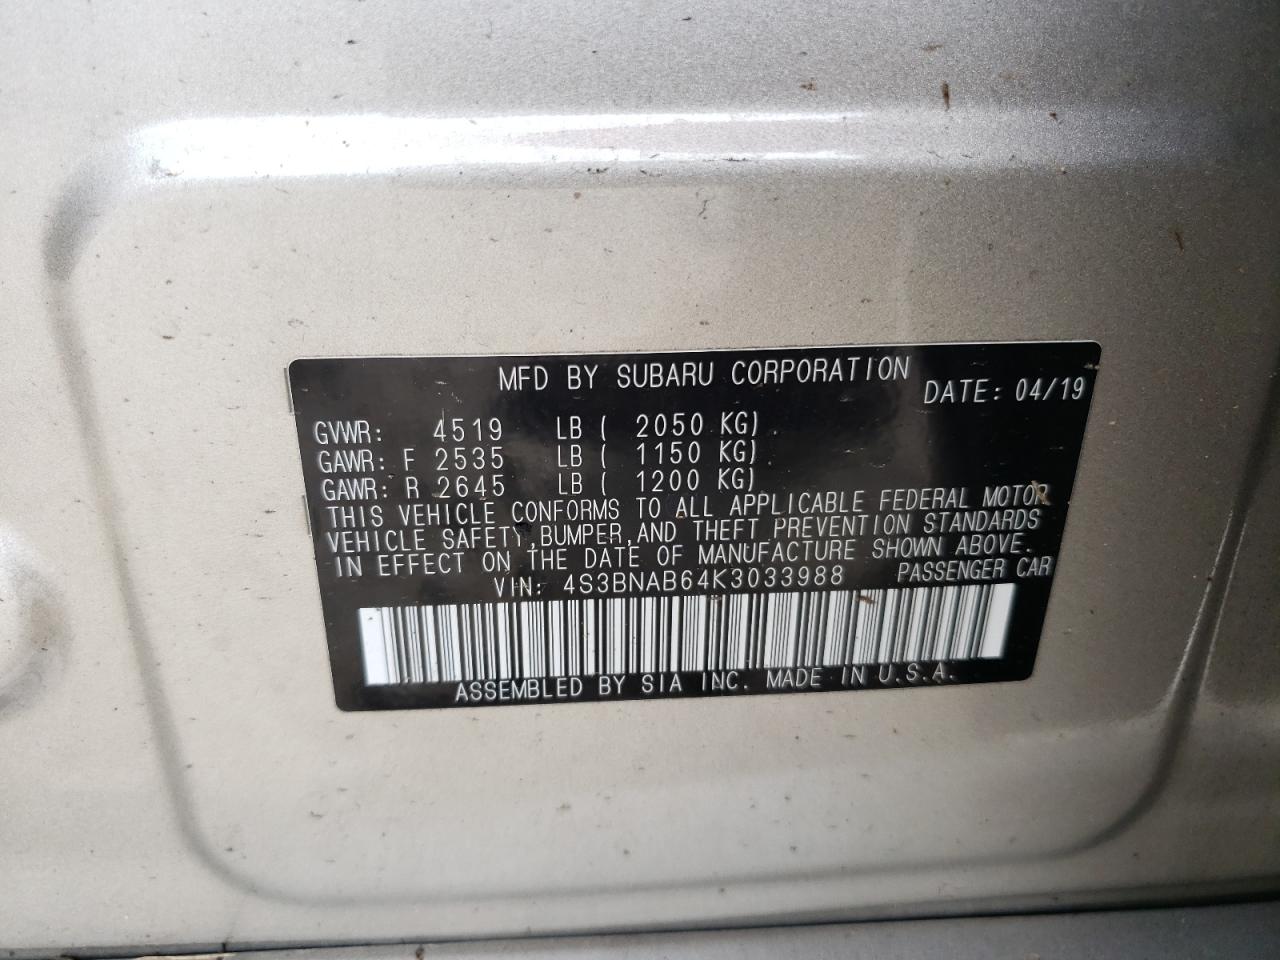 MFD BY SUBARU CORPORATION DATE: 04/19
GVWR: 4519 LB ( 2050 KG)
GAWR: F 2535 LB ( 1150 KG)
GAWR: R 2645 LB ( 1200 KG)
THIS VEHICLE CONFORMS TO ALL APPLICABLE FEDERAL MOTOR
VEHICLE SAFETY,BUMPER,AND THEFT PREVENTION STANDARDS
IN EFFECT ON THE DATE OF MANUFACTURE SHOWN ABOVE.
VIN: 4S3BNAB64K3033988 PASSENGER CAR
ASSEMBLED BY SIA INC. MADE IN U.S.A.